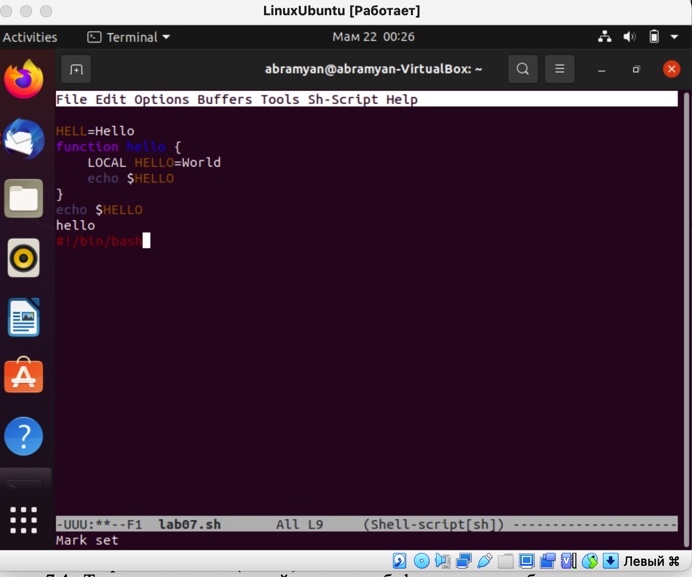 LinuxUbuntu [Работает]
Activities Terminal Мам 22 00:26
abramyan@abramyan-VirtualBox: ~
File Edit Options Buffers Tools Sh-Script Help
HELL=Hello
function hello {
    LOCAL HELLO=World
    echo $HELLO
}
echo $HELLO
hello
#!/bin/bash
-UUU:**--F1  lab07.sh       All L9     (Shell-script[sh]) ---------------------
Mark set
Левый ⌘